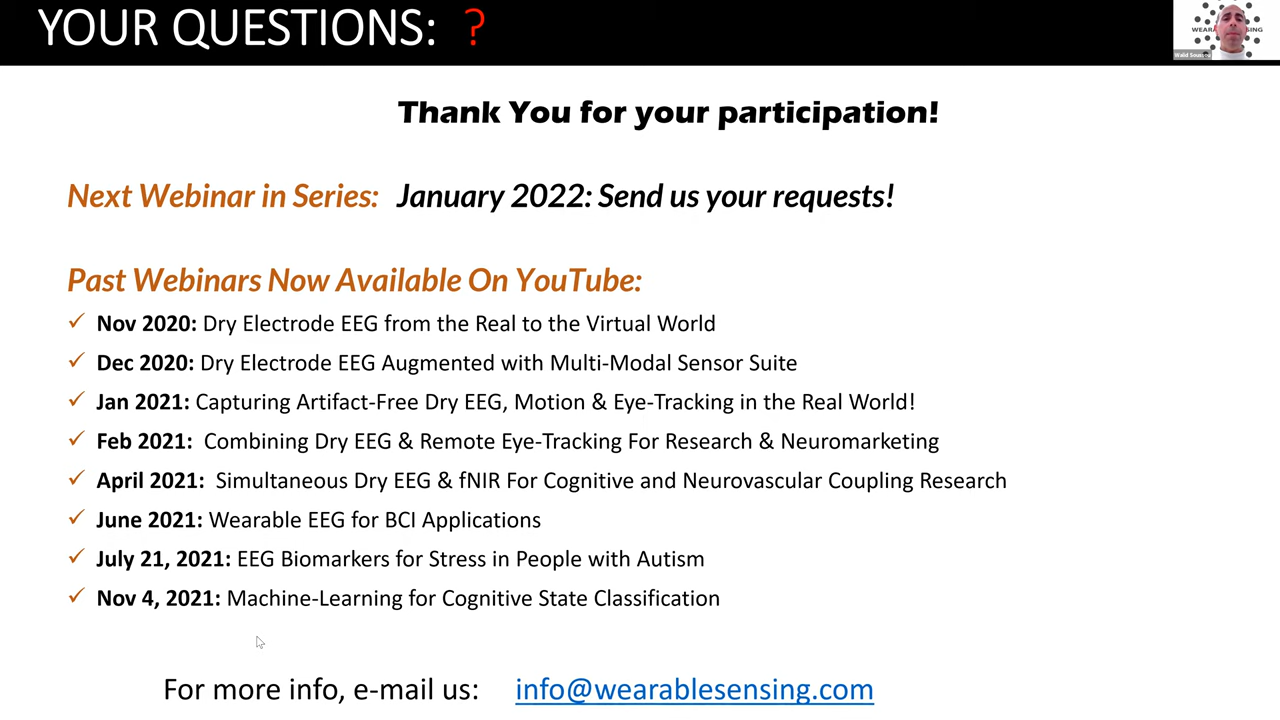 YOUR QUESTIONS: ?
Thank You for your participation!
Next Webinar in Series: January 2022: Send us your requests!
Past Webinars Now Available On YouTube:
✓ Nov 2020: Dry Electrode EEG from the Real to the Virtual World
✓ Dec 2020: Dry Electrode EEG Augmented with Multi-Modal Sensor Suite
✓ Jan 2021: Capturing Artifact-Free Dry EEG, Motion & Eye-Tracking in the Real World!
✓ Feb 2021: Combining Dry EEG & Remote Eye-Tracking For Research & Neuromarketing
✓ April 2021: Simultaneous Dry EEG & fNIR For Cognitive and Neurovascular Coupling Research
✓ June 2021: Wearable EEG for BCI Applications
✓ July 21, 2021: EEG Biomarkers for Stress in People with Autism
✓ Nov 4, 2021: Machine-Learning for Cognitive State Classification
For more info, e-mail us: info@wearablesensing.com